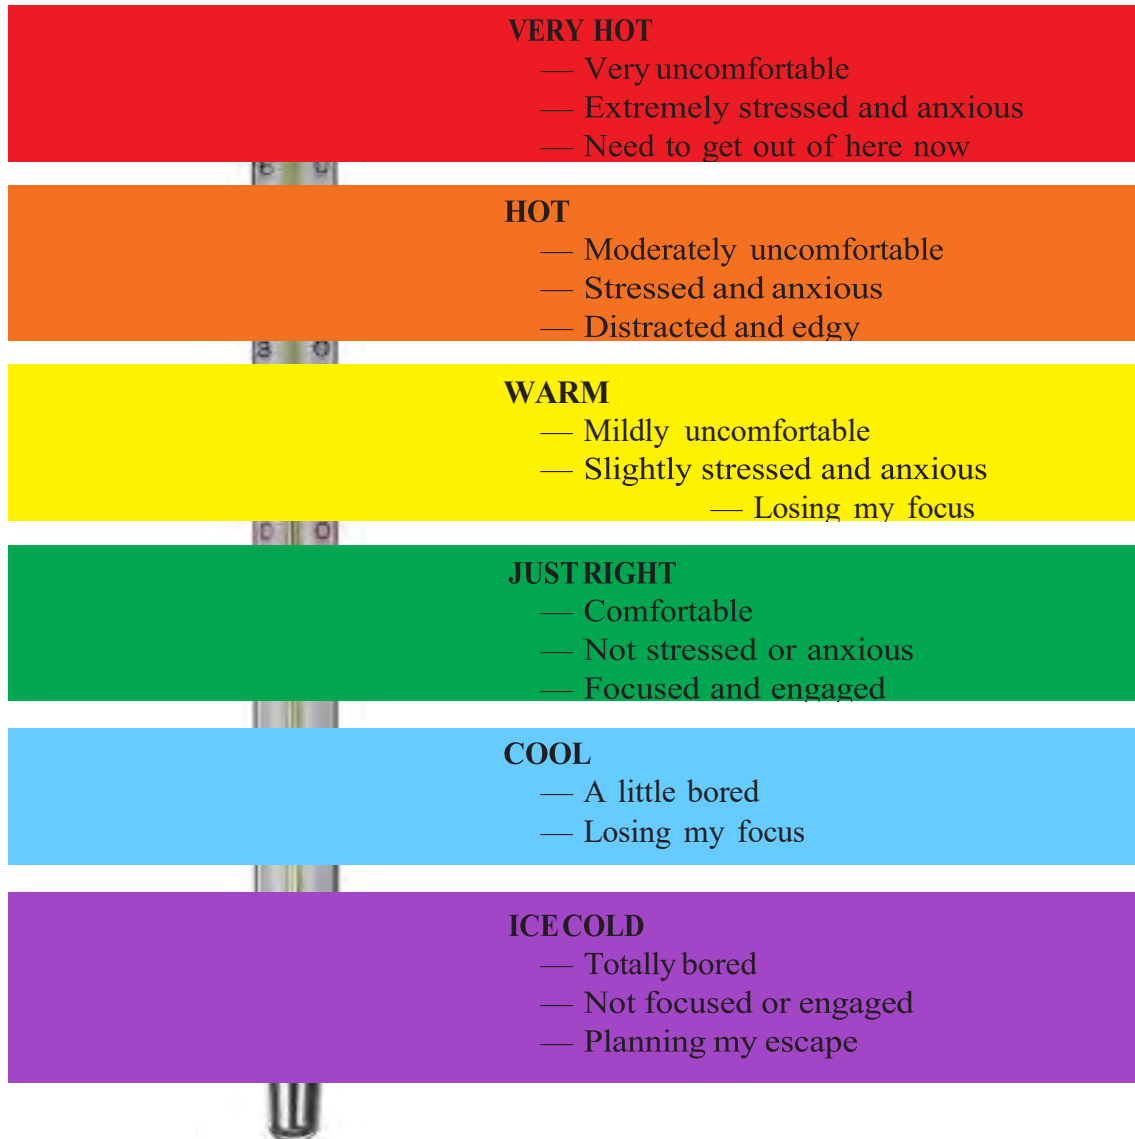 VERY HOT
— Very uncomfortable
— Extremely stressed and anxious
— Need to get out of here now
HOT
— Moderately uncomfortable
— Stressed and anxious
— Distracted and edgy
WARM
— Mildly uncomfortable
— Slightly stressed and anxious
— Losing my focus
JUST RIGHT
— Comfortable
— Not stressed or anxious
— Focused and engaged
COOL
— A little bored
— Losing my focus
ICE COLD
— Totally bored
— Not focused or engaged
— Planning my escape